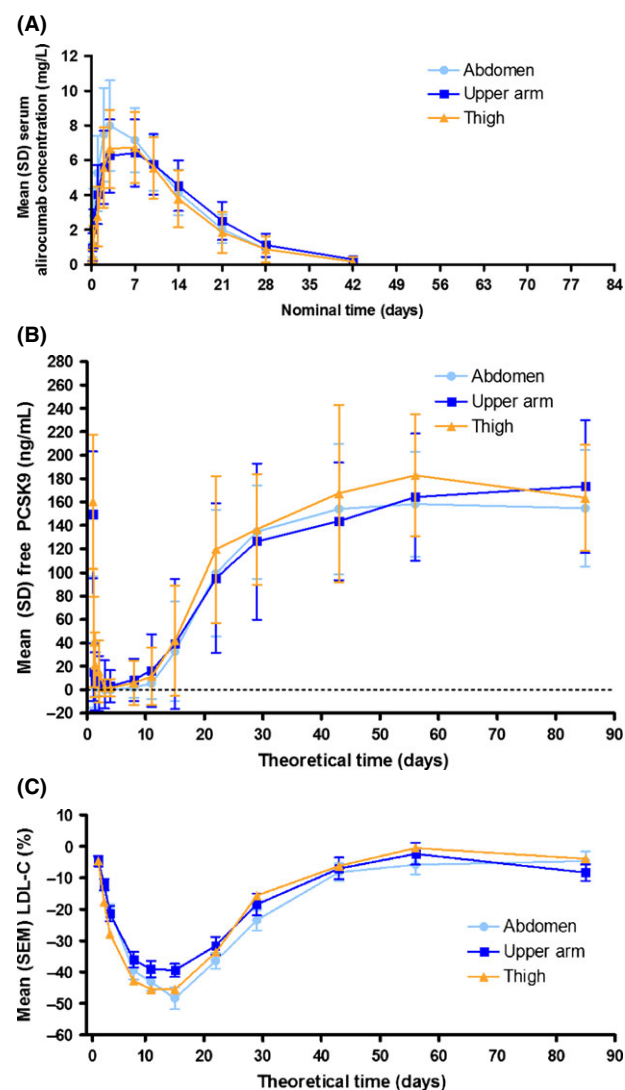 (A)
Mean (SD) serum
alirocumab concentration (mg/L)
12
10
8
6
4
2
0
Abdomen
Upper arm
Thigh
0 7 14 21 28 35 42 49 56 63 70 77 84
Nominal time (days)
(B)
Mean (SD) free PCSK9 (ng/mL)
280
260
240
220
200
180
160
140
120
100
80
60
40
20
0
−20
Abdomen
Upper arm
Thigh
0 10 20 30 40 50 60 70 80 90
Theoretical time (days)
(C)
Mean (SEM) LDL-C (%)
10
0
−10
−20
−30
−40
−50
−60
Abdomen
Upper arm
Thigh
0 10 20 30 40 50 60 70 80 90
Theoretical time (days)